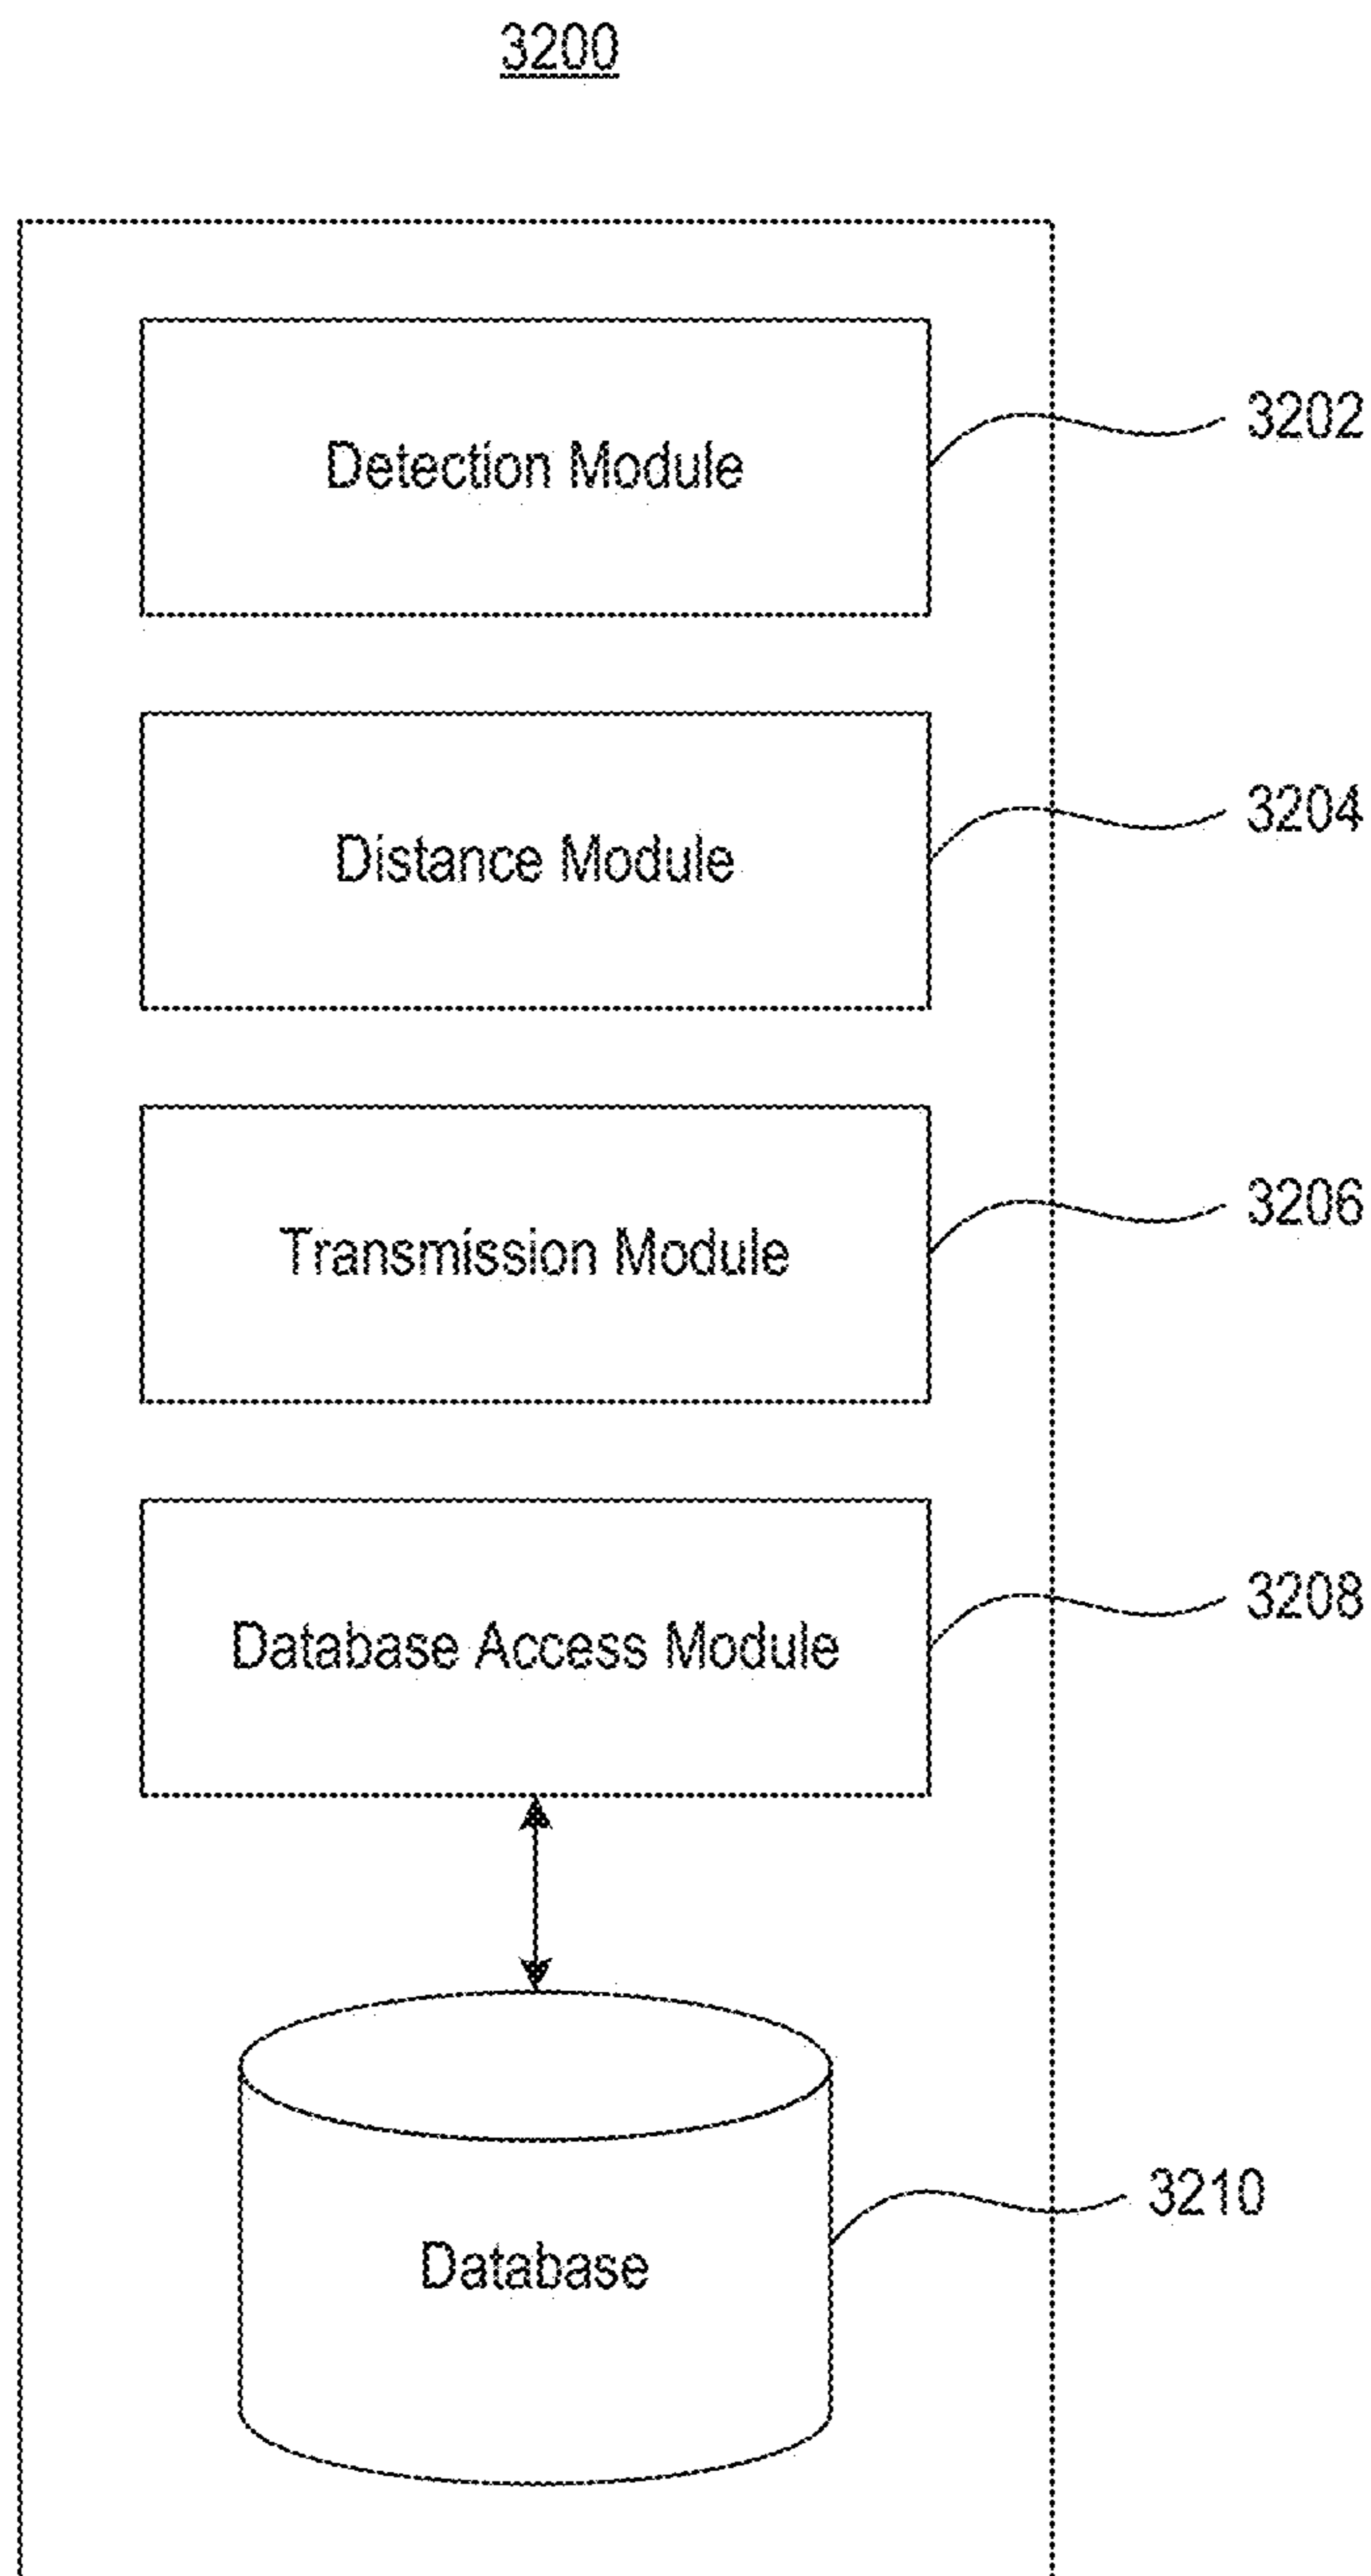 3200
Detection Module
3202
Distance Module
3204
Transmission Module
3206
Database Access Module
3208
Database
3210